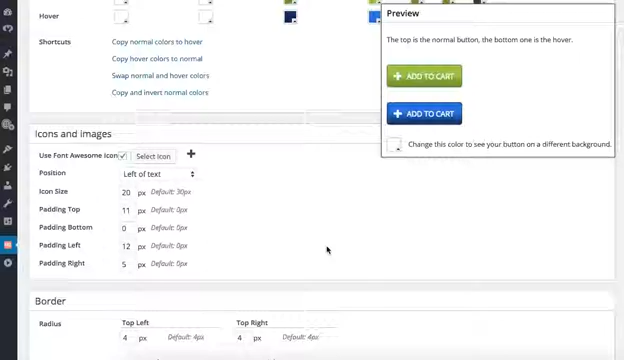 Preview
Hover
The top is the normal button, the bottom one is the hover.
Shortcuts
Copy normal colors to hover
Copy hover colors to normal
Swap normal and hover colors
Copy and invert normal colors
ADD TO CART
ADD TO CART
Change this color to see your button on a different background.
Icons and images
Use Font Awesome Icon
Select Icon
Position
Left of text
Icon Size 20 px Default: 30px
Padding Top 11 px Default: 0px
Padding Bottom 0 px Default: 0px
Padding Left 12 px Default: 0px
Padding Right 5 px Default: 0px
Border
Radius
Top Left
Top Right
4 px Default: 4px
4 px Default: 4px